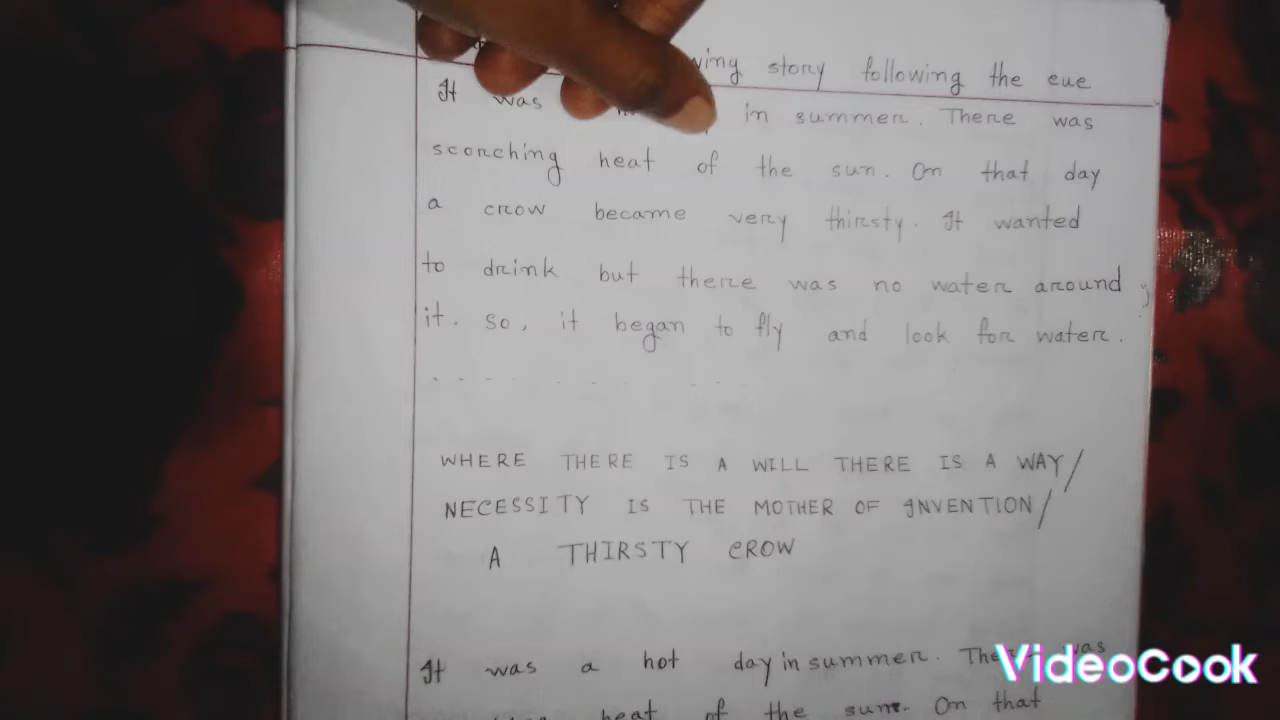 wing story following the cue
It was in summer. There was
scorching heat of the sun. On that day
a crow became very thirsty. It wanted
to drink but there was no water around
it. So, it began to fly and look for water.
. . . . . . . . . . . .
WHERE THERE IS A WILL THERE IS A WAY/
NECESSITY IS THE MOTHER OF INVENTION/
A THIRSTY CROW
It was a hot day in summer. There was
heat of the sun. On that
VideoCook